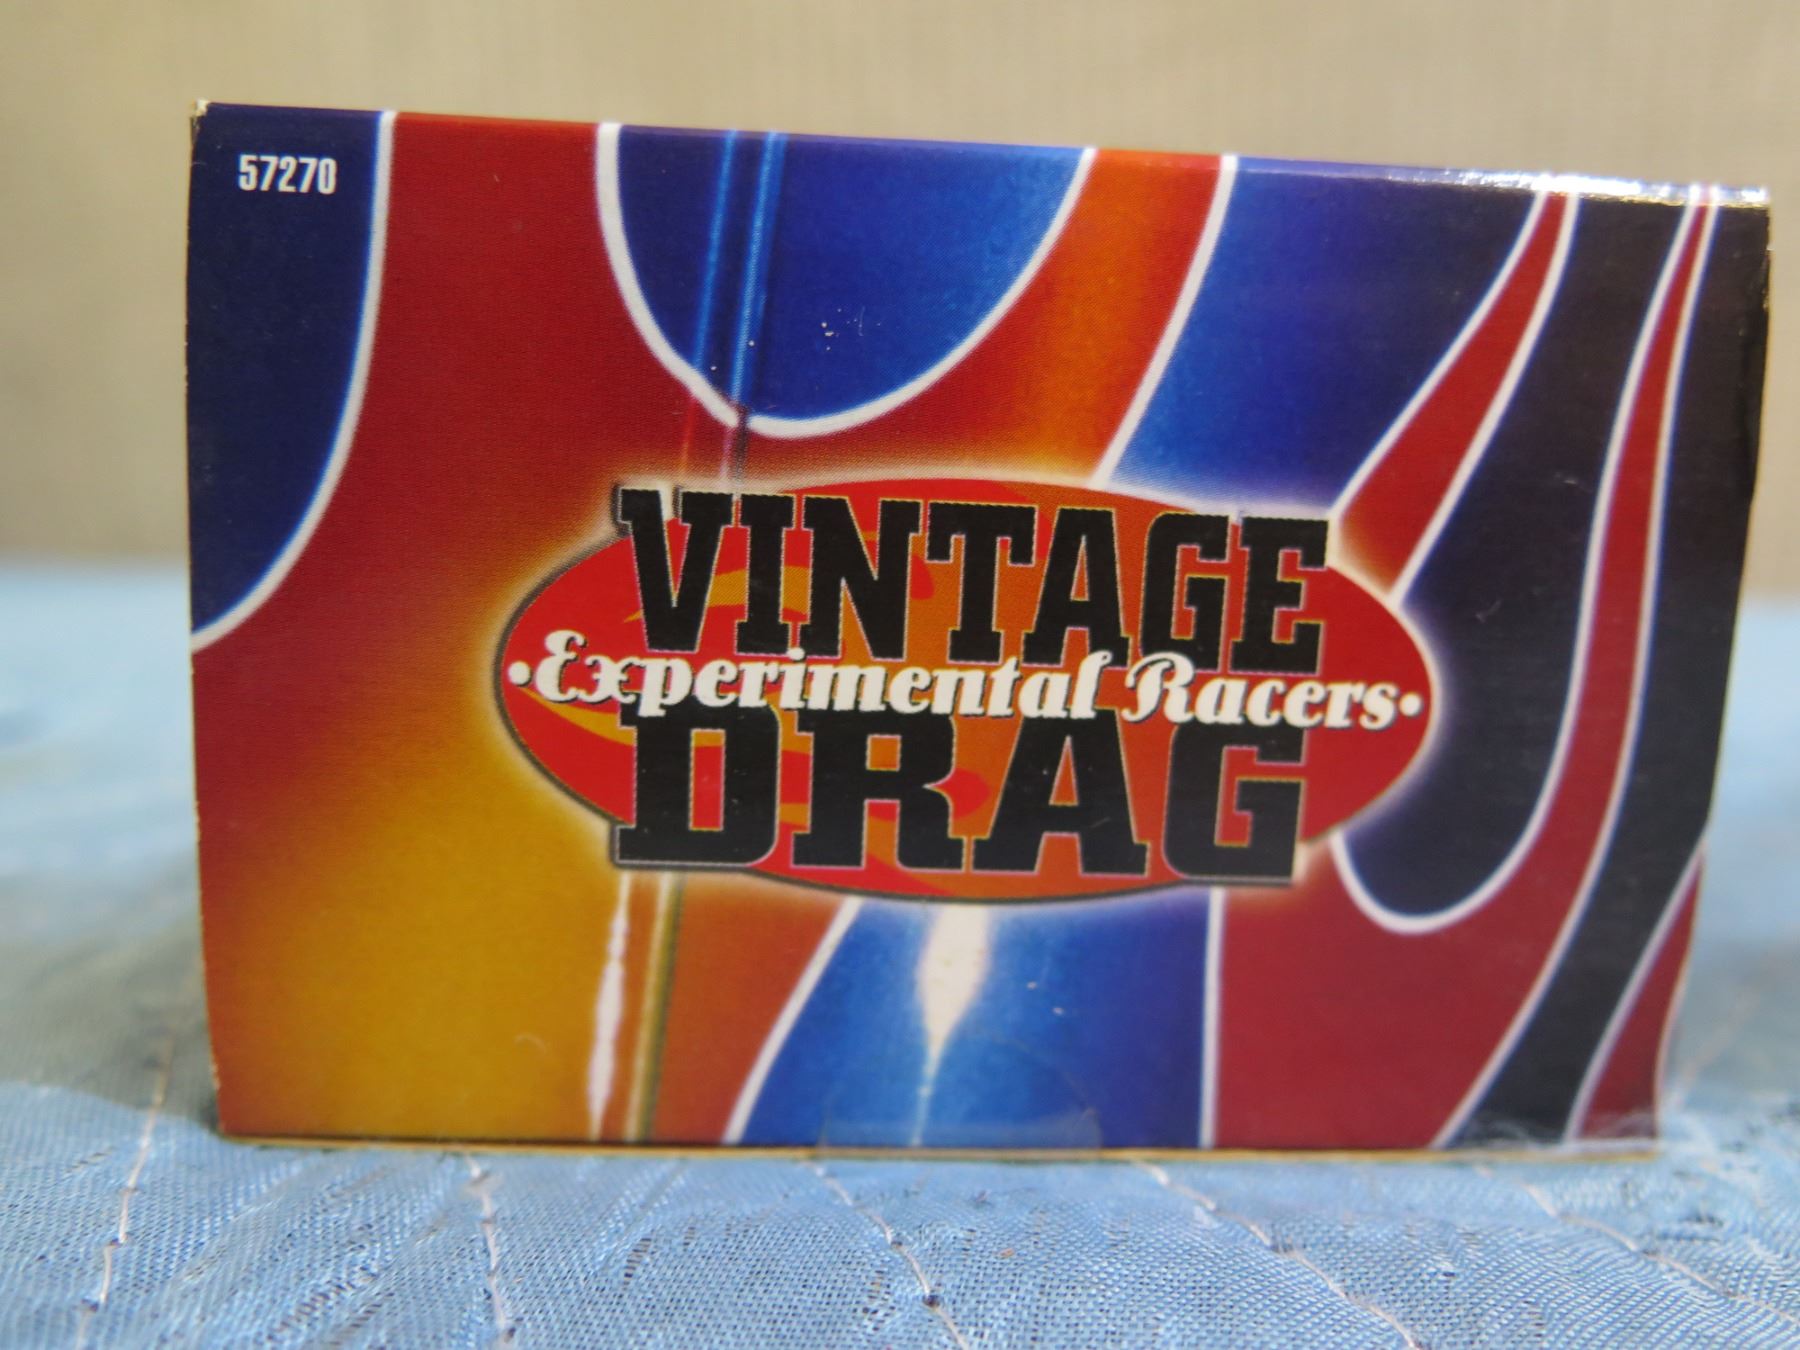 57270
VINTAGE
•Experimental Racers•
DRAG